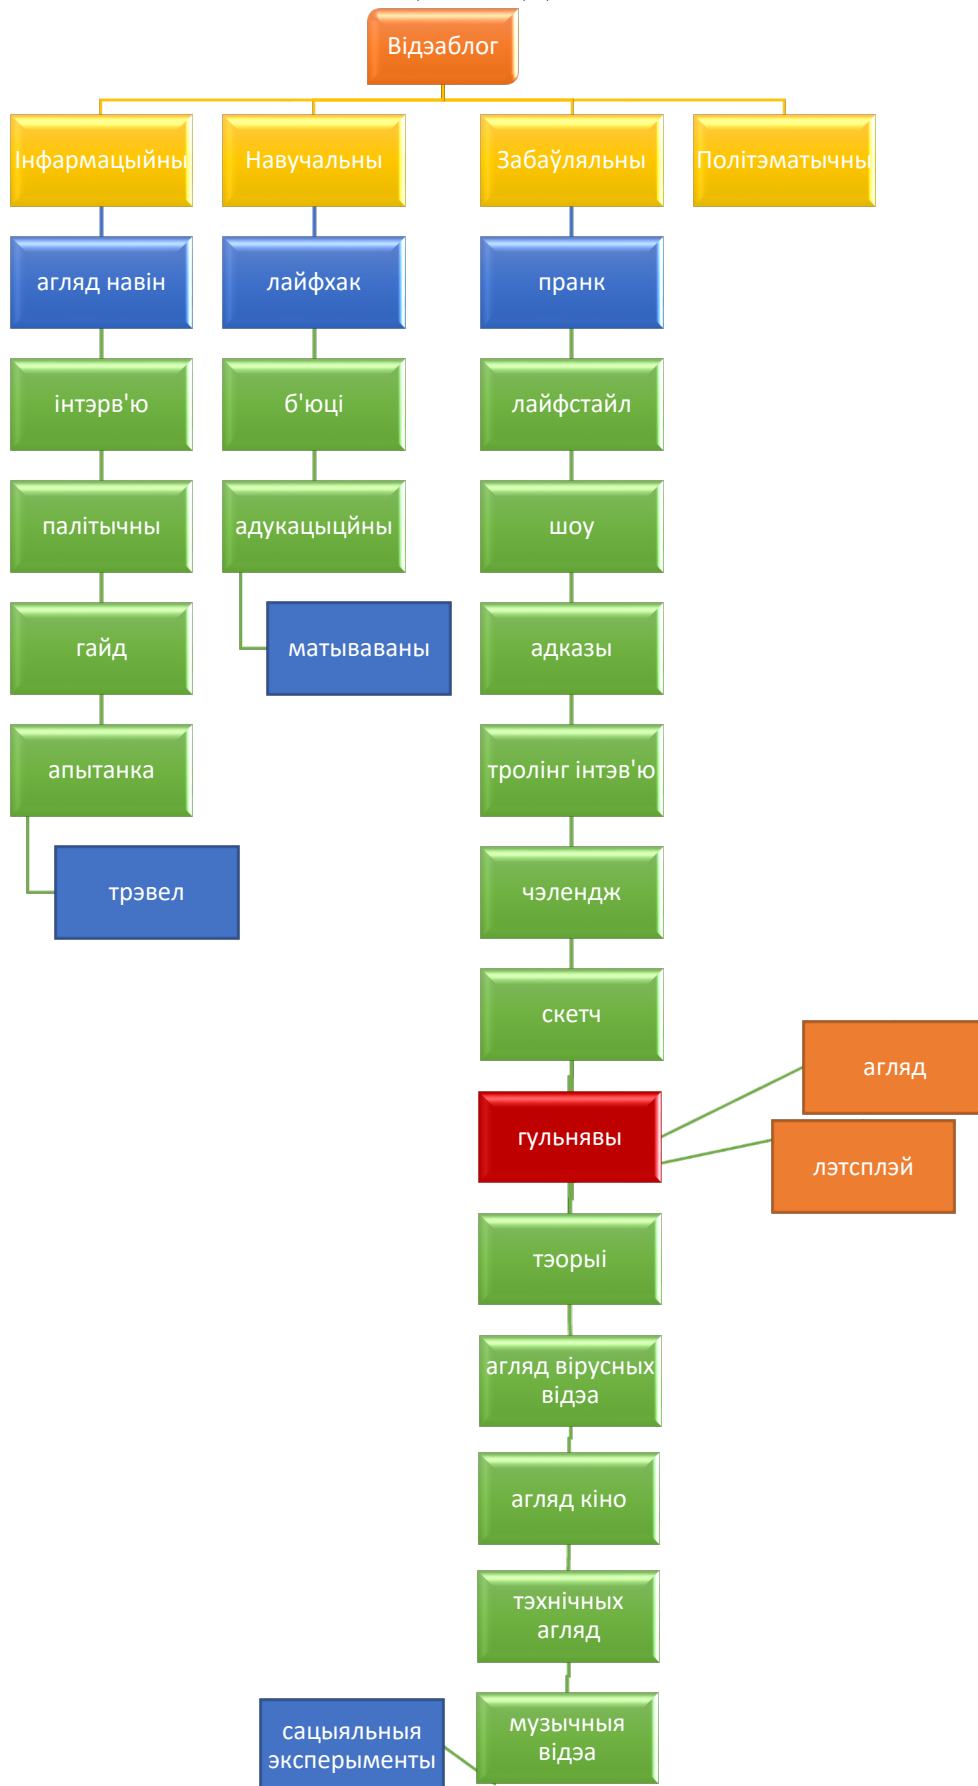 Відэаблог
Інфармацыйны
Навучальны
Забаўляльны
Політэматычны
агляд навін
лайфхак
пранк
інтэрв'ю
б'юці
лайфстайл
палітычны
адукацыцйны
шоу
гайд
матываваны
адказы
апытанка
тролінг інтэв'ю
трэвел
чэлендж
скетч
агляд
гульнявы
лэтсплэй
тэорыі
агляд вірусных
відэа
агляд кіно
тэхнічных
агляд
сацыяльныя
эксперыменты
музычныя
відэа